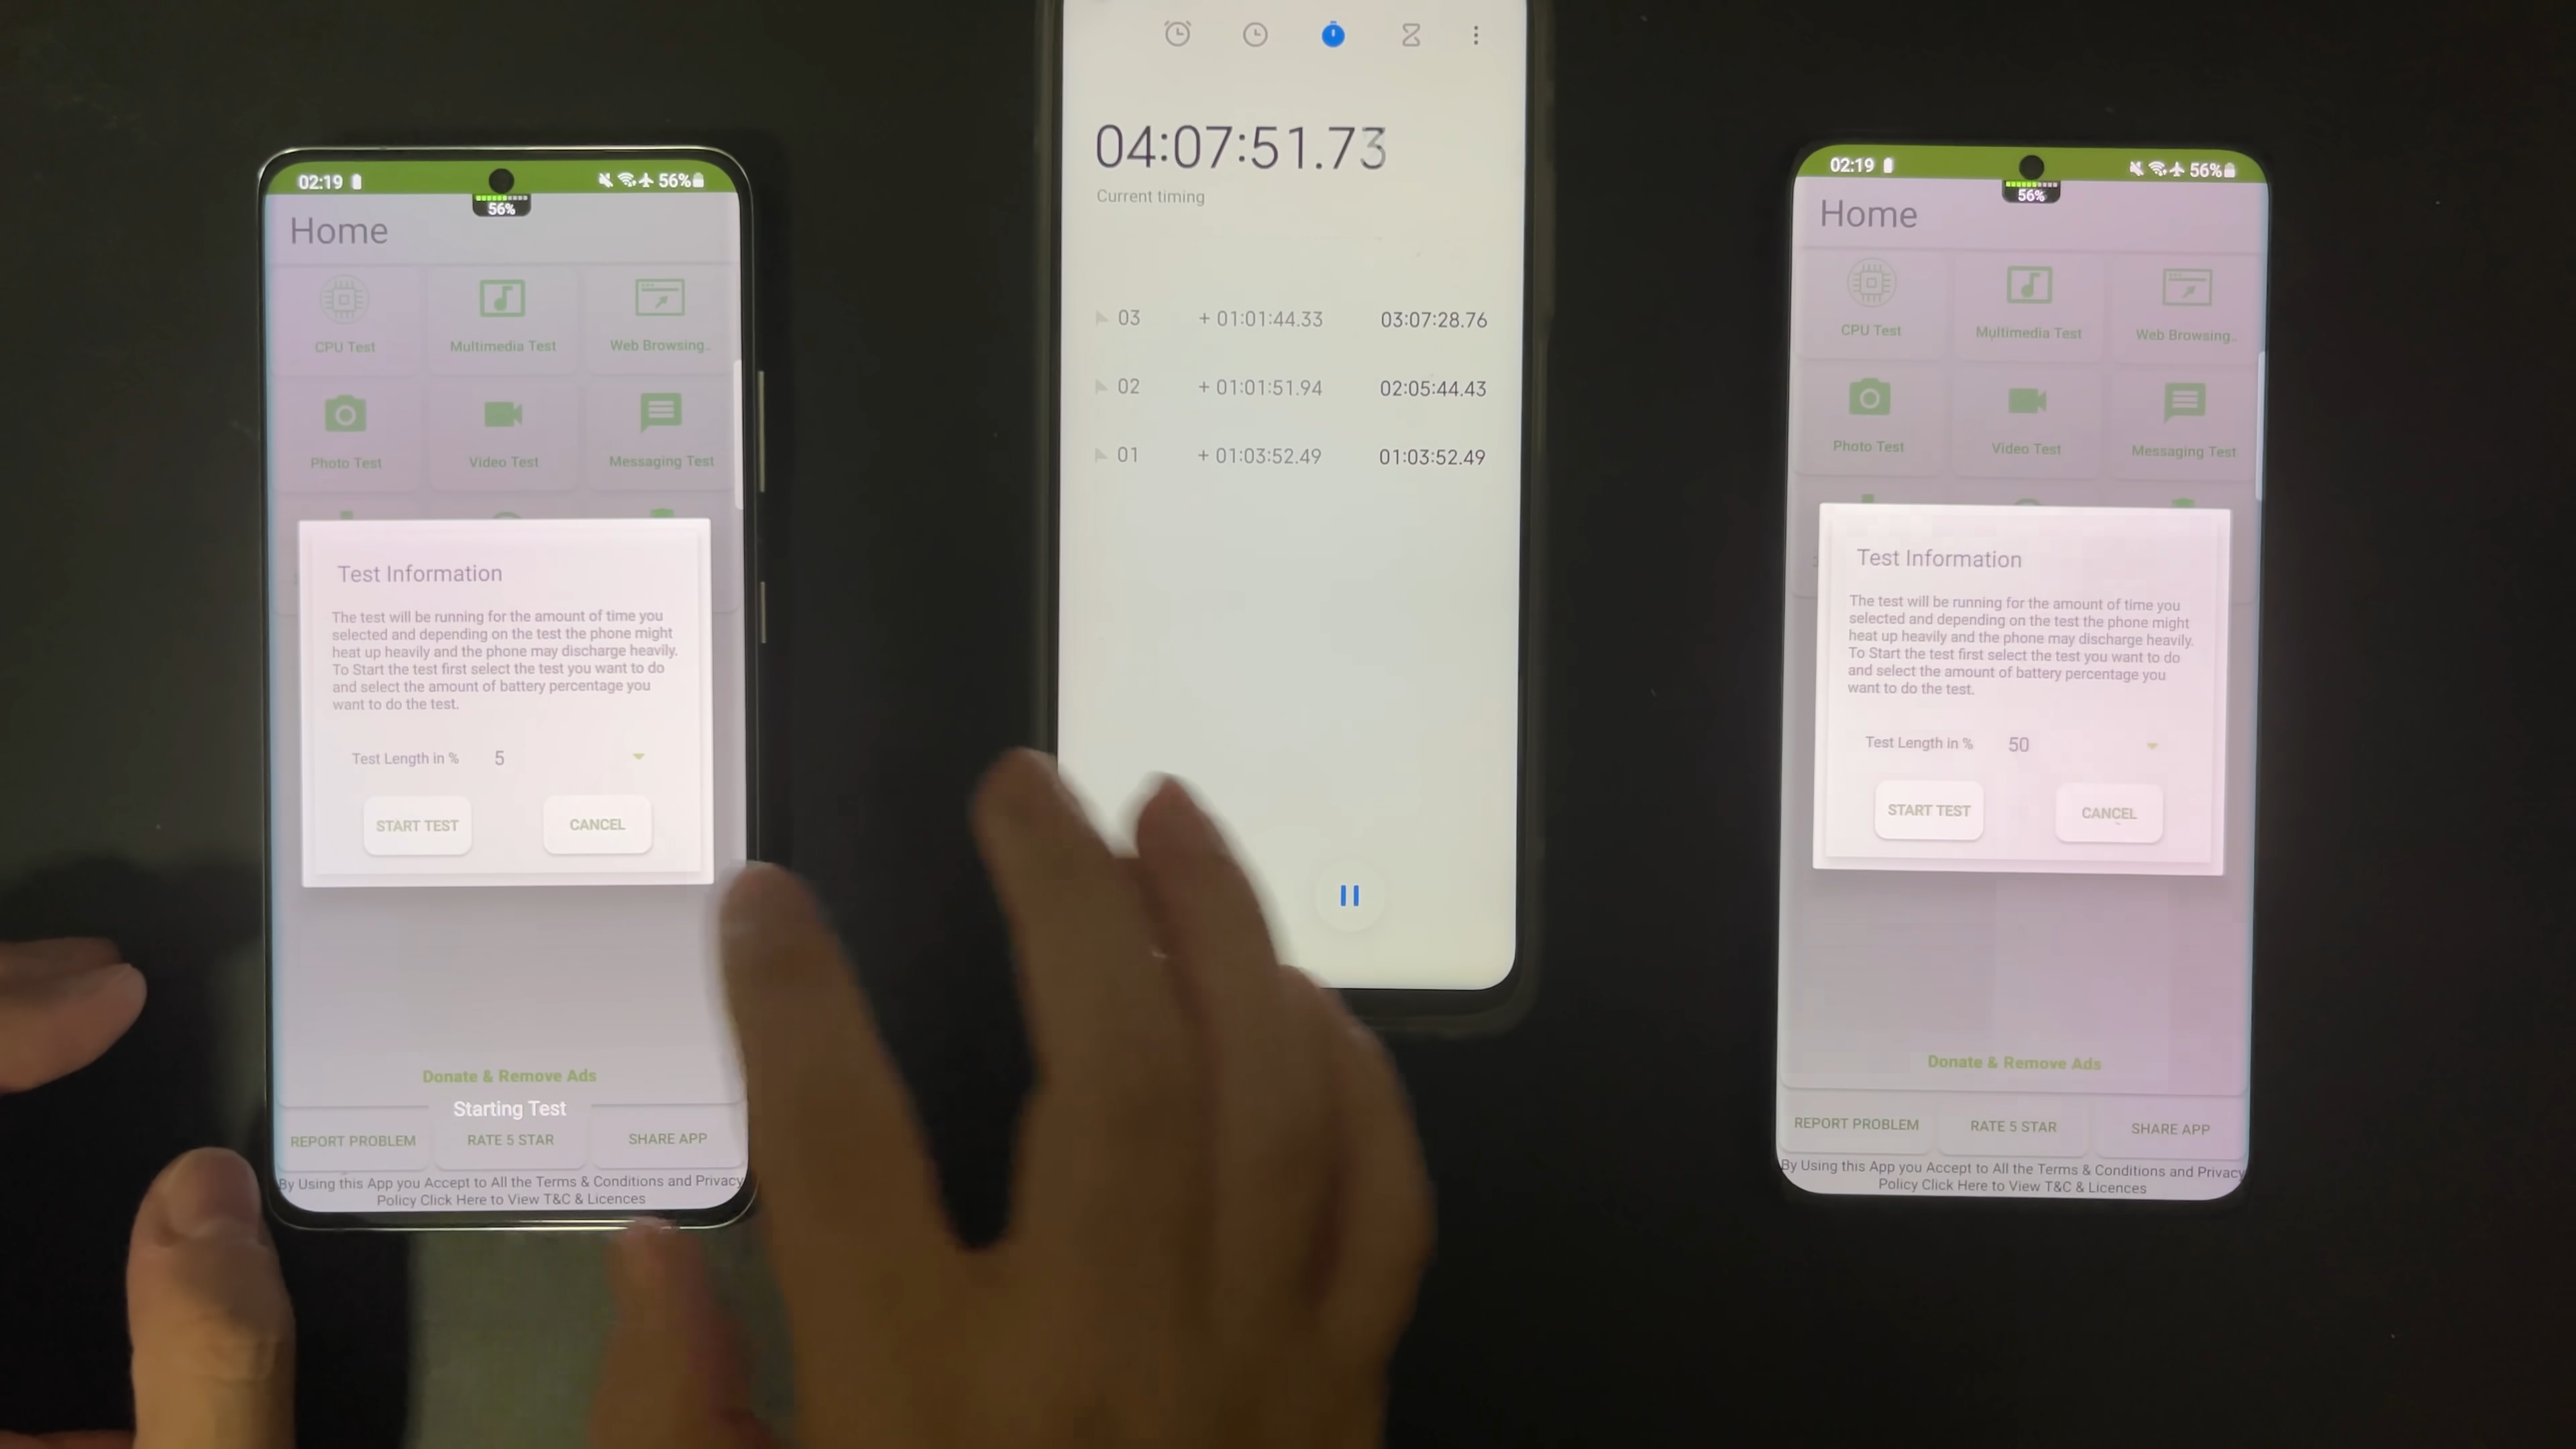 02:19
56%
56%
Home
CPU Test
Multimedia Test
Web Browsing..
Photo Test
Video Test
Messaging Test
Test Information
The test will be running for the amount of time you
selected and depending on the test the phone might
heat up heavily and the phone may discharge heavily.
To Start the test first select the test you want to do
and select the amount of battery percentage you
want to do the test.
Test Length in % 5
START TEST
CANCEL
Donate & Remove Ads
Starting Test
REPORT PROBLEM
RATE 5 STAR
SHARE APP
By Using this App you Accept to All the Terms & Conditions and Privacy
Policy Click Here to View T&C & Licences
04:07:51.73
Current timing
03 + 01:01:44.33 03:07:28.76
02 + 01:01:51.94 02:05:44.43
01 + 01:03:52.49 01:03:52.49
02:19
56%
56%
Home
CPU Test
Multimedia Test
Web Browsing..
Photo Test
Video Test
Messaging Test
Test Information
The test will be running for the amount of time you
selected and depending on the test the phone might
heat up heavily and the phone may discharge heavily.
To Start the test first select the test you want to do
and select the amount of battery percentage you
want to do the test.
Test Length in % 50
START TEST
CANCEL
Donate & Remove Ads
REPORT PROBLEM
RATE 5 STAR
SHARE APP
By Using this App you Accept to All the Terms & Conditions and Privacy
Policy Click Here to View T&C & Licences